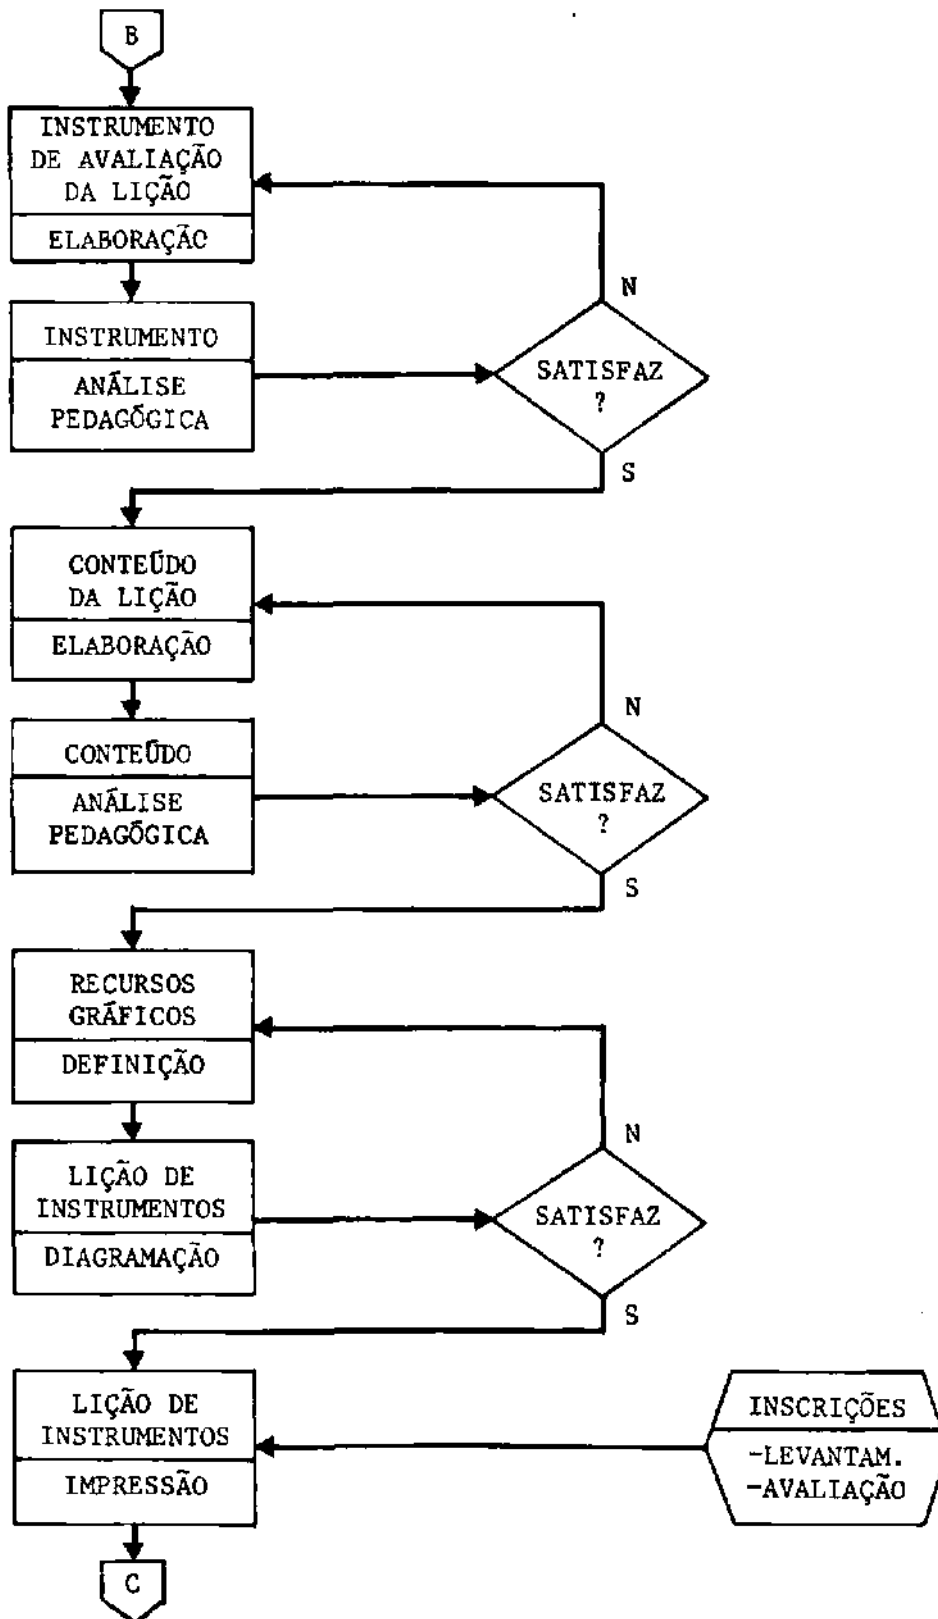 B
INSTRUMENTO
DE AVALIAÇÃO
DA LIÇÃO
ELABORAÇÃO
N
INSTRUMENTO
ANÁLISE
PEDAGÓGICA
SATISFAZ
?
S
CONTEÚDO
DA LIÇÃO
ELABORAÇÃO
N
CONTEÚDO
ANÁLISE
PEDAGÓGICA
SATISFAZ
?
S
RECURSOS
GRÁFICOS
DEFINIÇÃO
N
LIÇÃO DE
INSTRUMENTOS
DIAGRAMAÇÃO
SATISFAZ
?
S
LIÇÃO DE
INSTRUMENTOS
IMPRESSÃO
INSCRIÇÕES
-LEVANTAM.
-AVALIAÇÃO
C